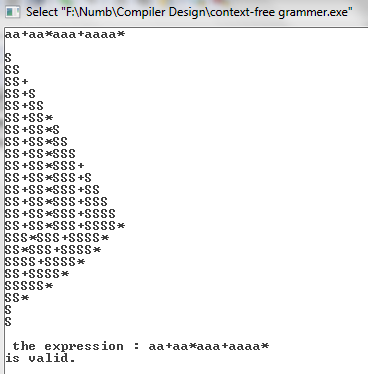 Select "F:\Numb\Compiler Design\context-free grammer.exe"
aa+aa*aaa+aaaa*
S
SS
SS+
SS+S
SS+SS
SS+SS*
SS+SS*S
SS+SS*SS
SS+SS*SSS
SS+SS*SSS+
SS+SS*SSS+S
SS+SS*SSS+SS
SS+SS*SSS+SSS
SS+SS*SSS+SSSS
SS+SS*SSS+SSSS*
SSS*SSS+SSSS*
SS*SSS+SSSS*
SSSS+SSSS*
SS+SSSS*
SSSSS*
SS*
S
S
the expression : aa+aa*aaa+aaaa*
is valid.